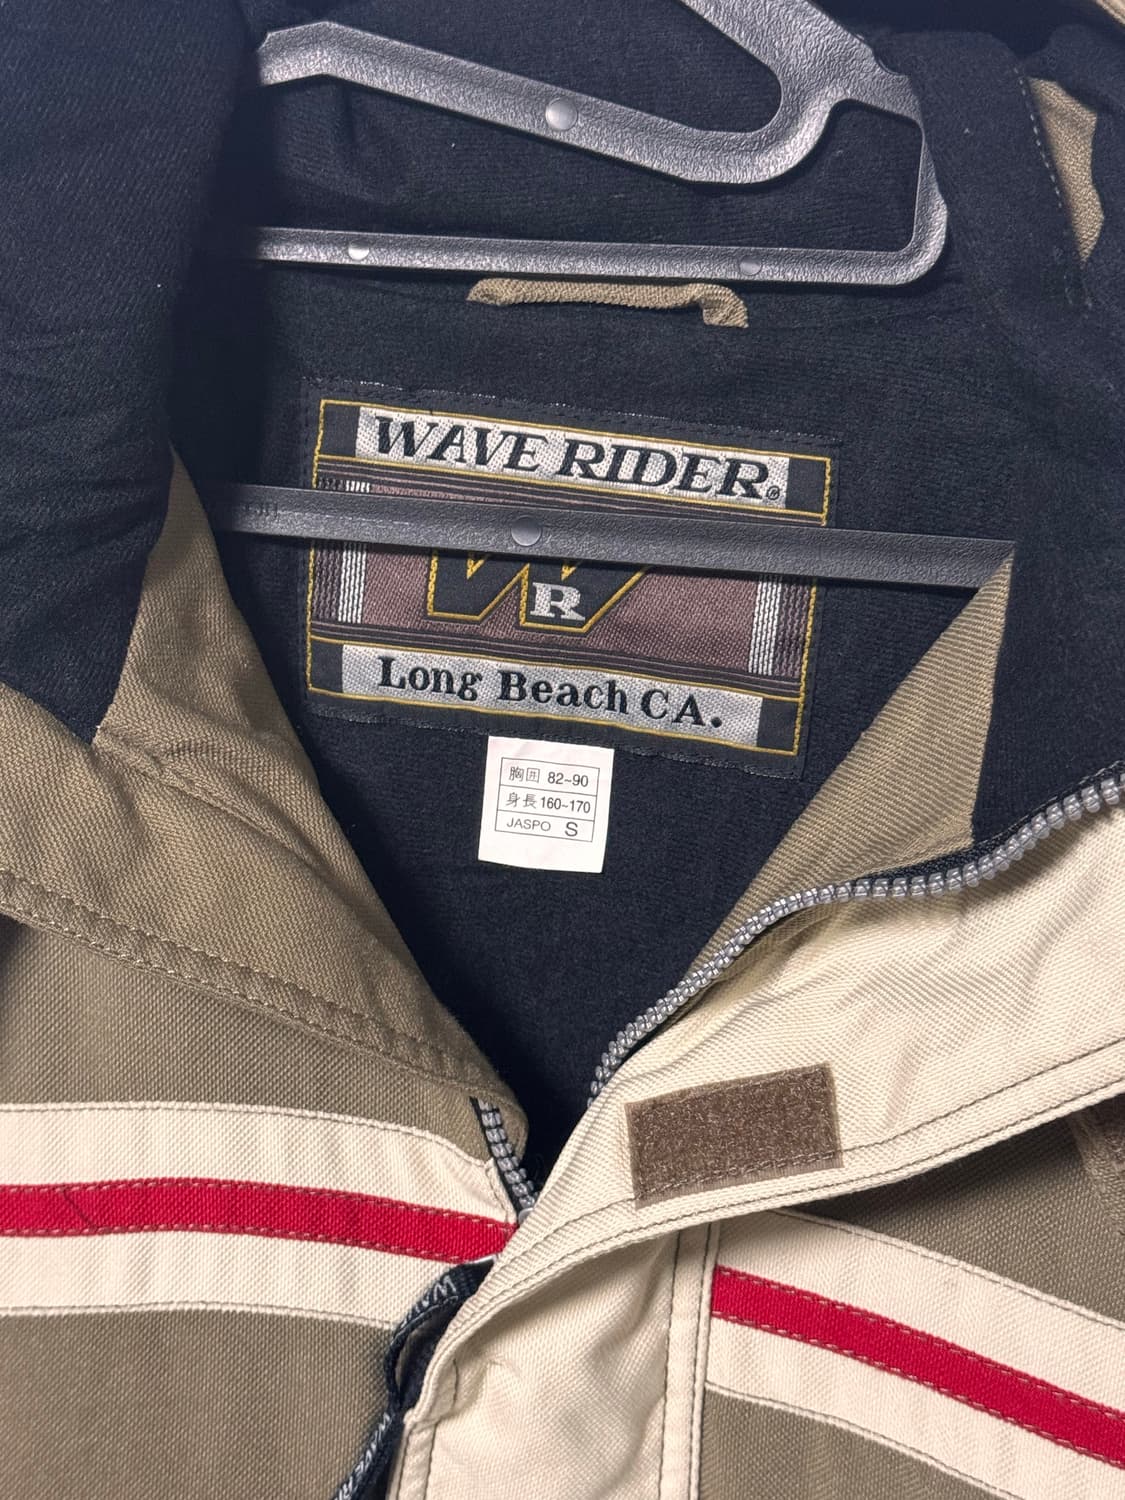 WAVE RIDER®
W
R
Long Beach CA.
胸囲 82~90
身長 160~170
JASPO S